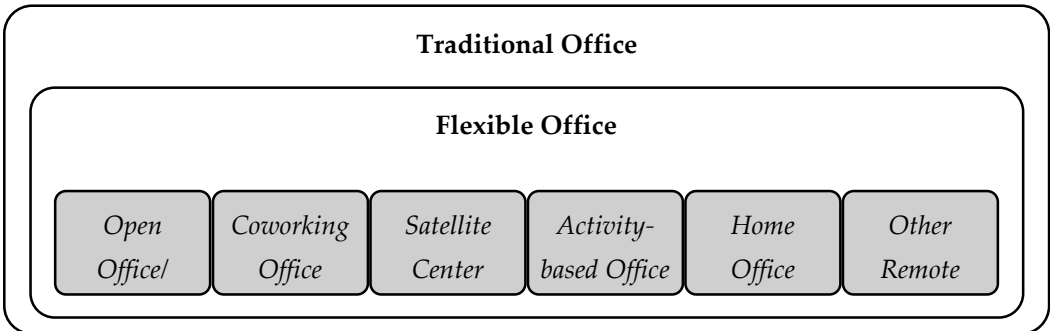 Traditional Office
Flexible Office
Open
Office/
Coworking
Office
Satellite
Center
Activity-
based Office
Home
Office
Other
Remote